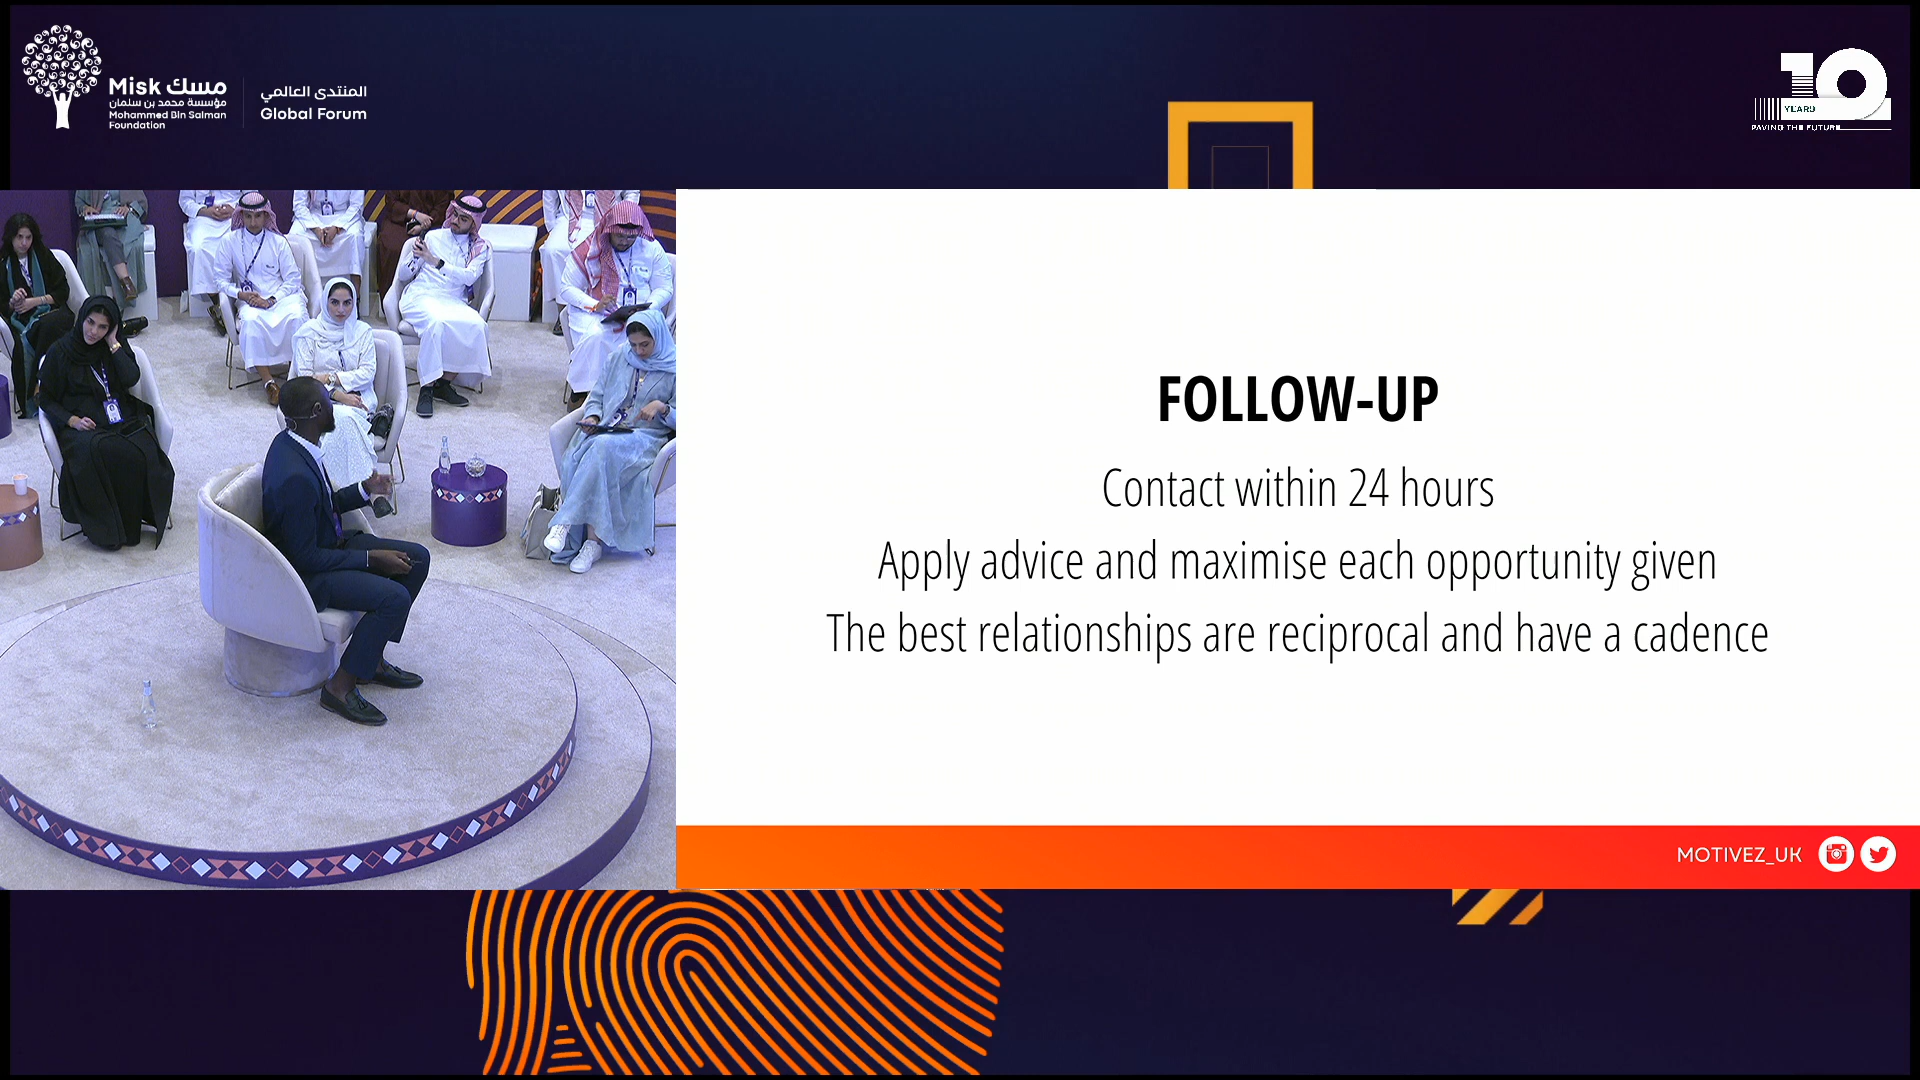 Misk مسك
مؤسسة محمد بن سلمان
Mohammed Bin Salman
Foundation
المنتدى العالمي
Global Forum
10
YEARS
PAVING THE FUTURE
FOLLOW-UP
Contact within 24 hours
Apply advice and maximise each opportunity given
The best relationships are reciprocal and have a cadence
MOTIVEZ_UK